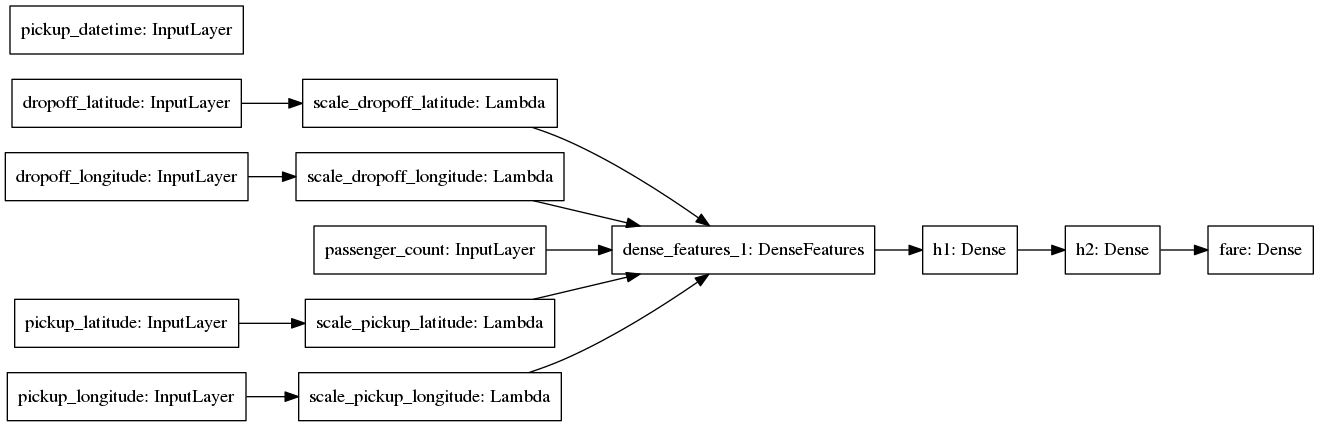 pickup_datetime: InputLayer
dropoff_latitude: InputLayer
scale_dropoff_latitude: Lambda
dropoff_longitude: InputLayer
scale_dropoff_longitude: Lambda
passenger_count: InputLayer
dense_features_1: DenseFeatures
h1: Dense
h2: Dense
fare: Dense
pickup_latitude: InputLayer
scale_pickup_latitude: Lambda
pickup_longitude: InputLayer
scale_pickup_longitude: Lambda